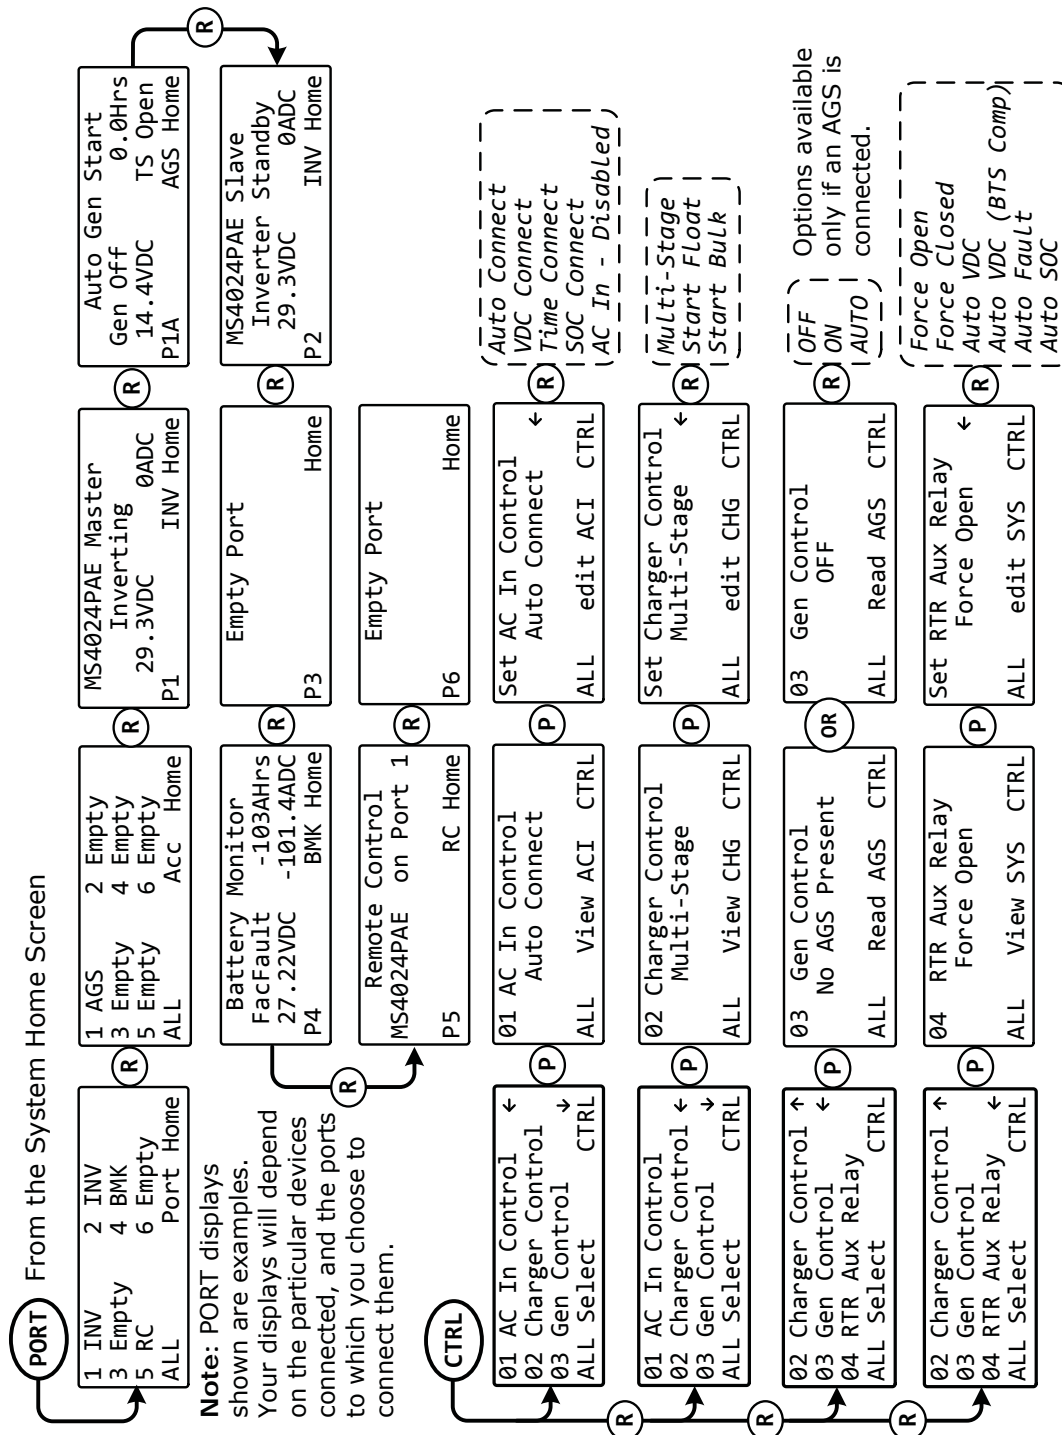 PORT
From the System Home Screen
1 INV 2 INV
3 Empty 4 BMK
5 RC 6 Empty
ALL Port Home
R
1 AGS 2 Empty
3 Empty 4 Empty
5 Empty 6 Empty
ALL Acc Home
R
MS4024PAE Master
Inverting
29.3VDC 0ADC
P1 INV Home
R
Auto Gen Start
Gen Off 0.0Hrs
14.4VDC TS Open
P1A AGS Home
R
MS4024PAE Slave
Inverter Standby
29.3VDC 0ADC
P2 INV Home
R
Empty Port
P3 Home
R
Battery Monitor
FacFault -103AHrs
27.22VDC -101.4ADC
P4 BMK Home
R
Remote Control
MS4024PAE on Port 1
P5 RC Home
R
Empty Port
P6 Home
Note: PORT displays
shown are examples.
Your displays will depend
on the particular devices
connected, and the ports
to which you choose to
connect them.
CTRL
01 AC In Control ←
02 Charger Control
03 Gen Control ↓
ALL Select CTRL
P
01 AC In Control
Auto Connect
ALL View ACI CTRL
P
Set AC In Control
Auto Connect ←
ALL edit ACI CTRL
R
Auto Connect
VDC Connect
Time Connect
SOC Connect
AC In - Disabled
R
01 AC In Control
02 Charger Control ←
03 Gen Control ↓
ALL Select CTRL
P
02 Charger Control
Multi-Stage
ALL View CHG CTRL
P
Set Charger Control
Multi-Stage ←
ALL edit CHG CTRL
R
Multi-Stage
Start Float
Start Bulk
R
02 Charger Control ↑
03 Gen Control ←
04 RTR Aux Relay
ALL Select CTRL
P
03 Gen Control
No AGS Present
ALL Read AGS CTRL
OR
03 Gen Control
OFF
ALL Read AGS CTRL
R
OFF
ON
AUTO
Options available
only if an AGS is
connected.
R
02 Charger Control ↑
03 Gen Control
04 RTR Aux Relay ←
ALL Select CTRL
P
04 RTR Aux Relay
Force Open
ALL View SYS CTRL
P
Set RTR Aux Relay
Force Open ←
ALL edit SYS CTRL
R
Force Open
Force Closed
Auto VDC
Auto VDC (BTS Comp)
Auto Fault
Auto SOC